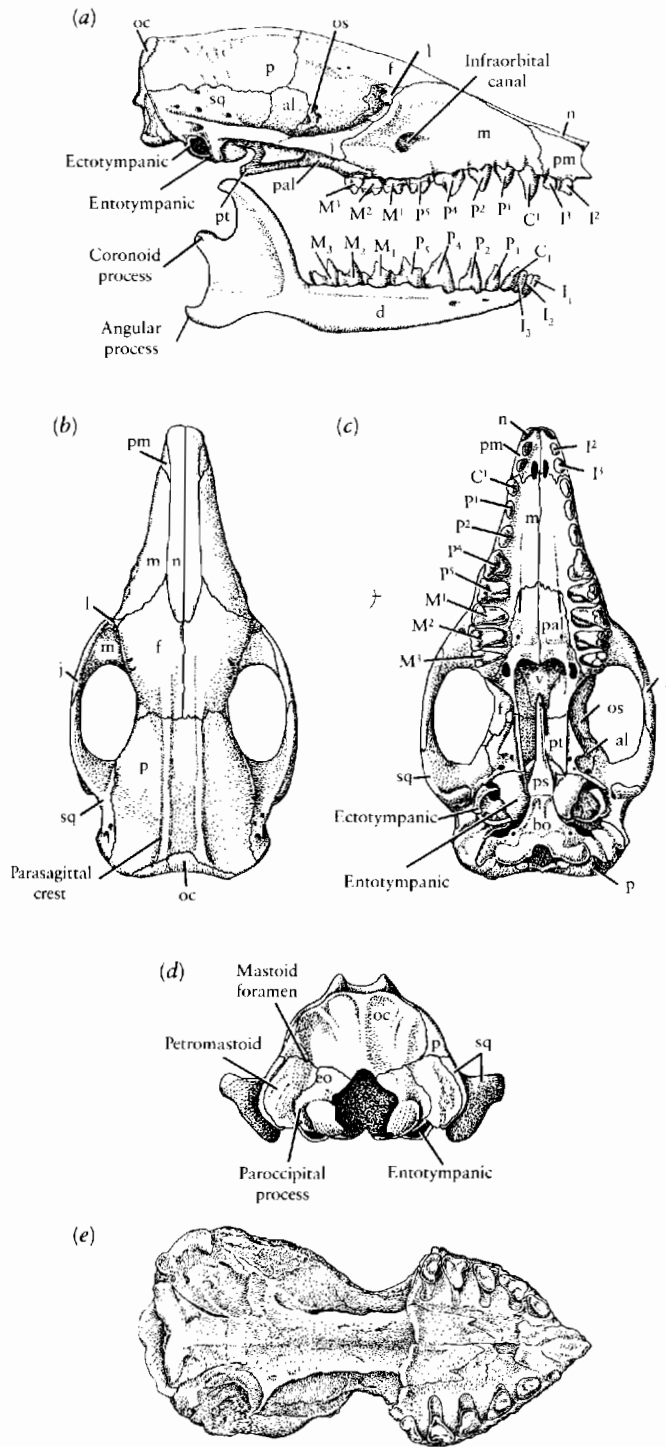 (a)
oc
os
l
p
f
Infraorbital
canal
sq
al
n
j
m
pm
Ectotympanic
Entotympanic
pal
pt
M³ M² M¹ P⁵ P⁴ P² P¹ C¹ I³ I²
Coronoid
process
M₃ M₂ M₁ P₅ P₄ P₂ P₁ C₁
I₁
I₂
I₃
d
Angular
process
(b)
pm
m
n
l
m
f
j
p
sq
Parasagittal
crest
oc
(c)
n
pm
I²
C¹
I³
P¹
m
P²
P⁴
P⁵
M¹
pal
M²
M³
v
f
os
pt
al
sq
ps
Ectotympanic
bo
Entotympanic
p
(d)
Mastoid
foramen
oc
Petromastoid
p
sq
eo
Paroccipital
process
Entotympanic
(e)